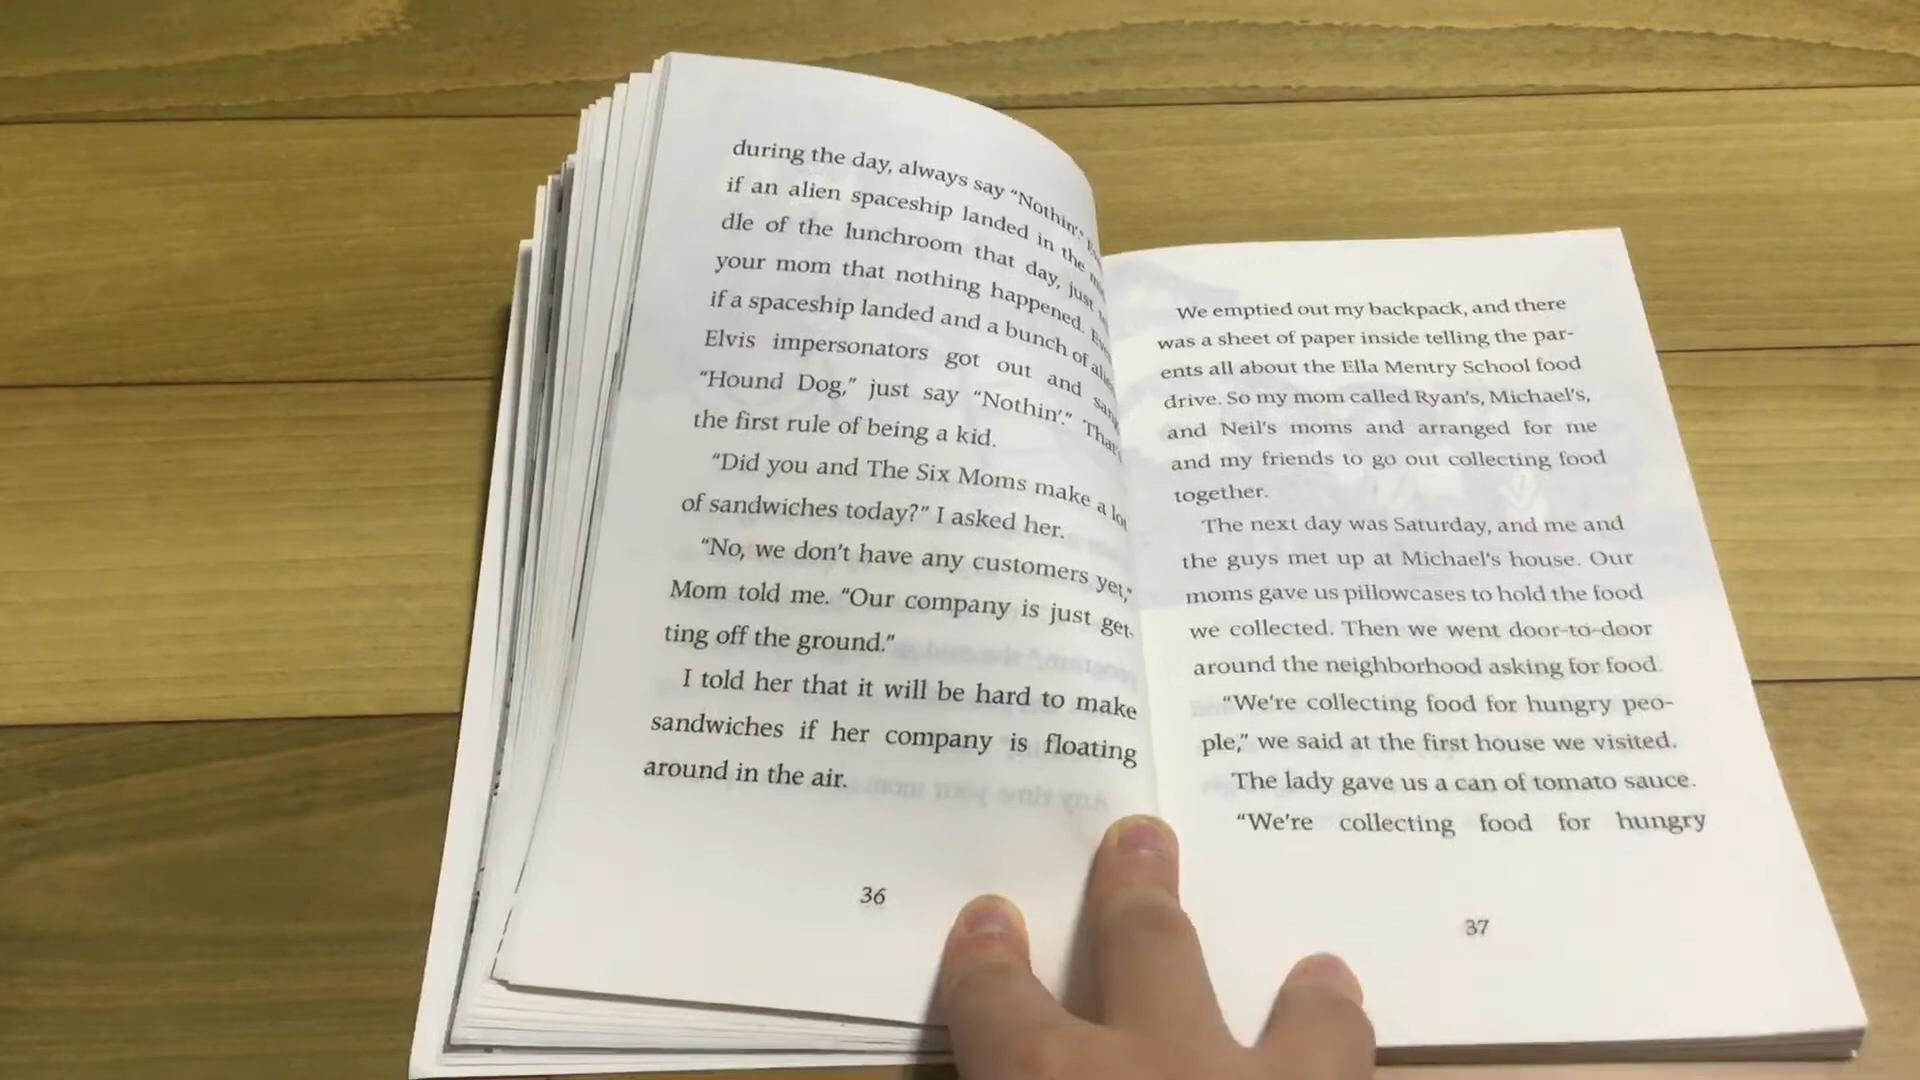 during the day, always say “Nothin’.”
if an alien spaceship landed in the
dle of the lunchroom that day, just
your mom that nothing happened.
if a spaceship landed and a bunch of
Elvis impersonators got out and sang
“Hound Dog,” just say “Nothin’.” That’s
the first rule of being a kid.
“Did you and The Six Moms make a lot
of sandwiches today?” I asked her.
“No, we don’t have any customers yet,”
Mom told me. “Our company is just get-
ting off the ground.”
I told her that it will be hard to make
sandwiches if her company is floating
around in the air.
36
We emptied out my backpack, and there
was a sheet of paper inside telling the par-
ents all about the Ella Mentry School food
drive. So my mom called Ryan’s, Michael’s,
and Neil’s moms and arranged for me
and my friends to go out collecting food
together.
The next day was Saturday, and me and
the guys met up at Michael’s house. Our
moms gave us pillowcases to hold the food
we collected. Then we went door-to-door
around the neighborhood asking for food.
“We’re collecting food for hungry peo-
ple,” we said at the first house we visited.
The lady gave us a can of tomato sauce.
“We’re collecting food for hungry
37